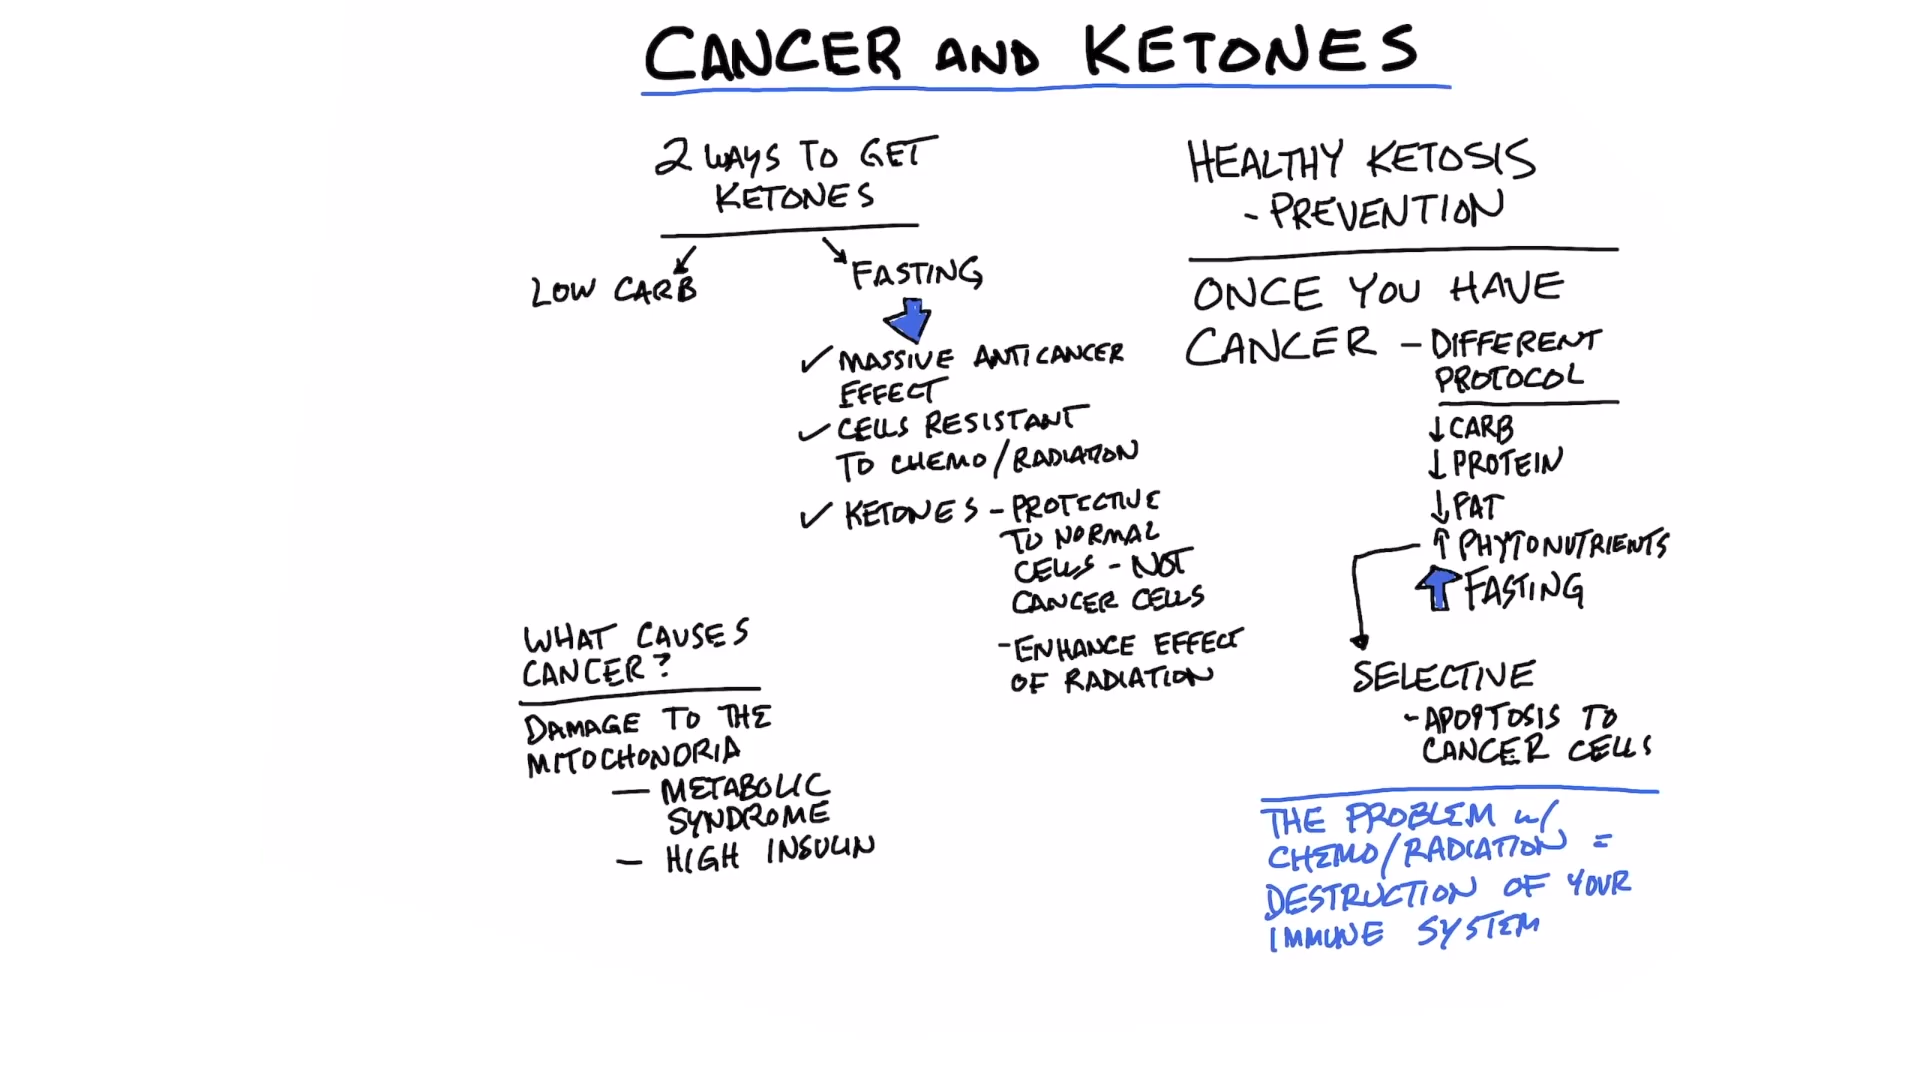 CANCER AND KETONES
2 WAYS TO GET
KETONES
LOW CARB
FASTING
✓ MASSIVE ANTICANCER
EFFECT
✓ CELLS RESISTANT
TO CHEMO/RADIATION
✓ KETONES - PROTECTIVE
TO NORMAL
CELLS - NOT
CANCER CELLS
- ENHANCE EFFECT
OF RADIATION
WHAT CAUSES
CANCER?
DAMAGE TO THE
MITOCHONDRIA
— METABOLIC
SYNDROME
— HIGH INSULIN
HEALTHY KETOSIS
- PREVENTION
ONCE YOU HAVE
CANCER - DIFFERENT
PROTOCOL
↓ CARB
↓ PROTEIN
↓ FAT
↑ PHYTONUTRIENTS
↑ FASTING
SELECTIVE
- APOPTOSIS TO
CANCER CELLS
THE PROBLEM W/
CHEMO/RADIATION =
DESTRUCTION OF YOUR
IMMUNE SYSTEM